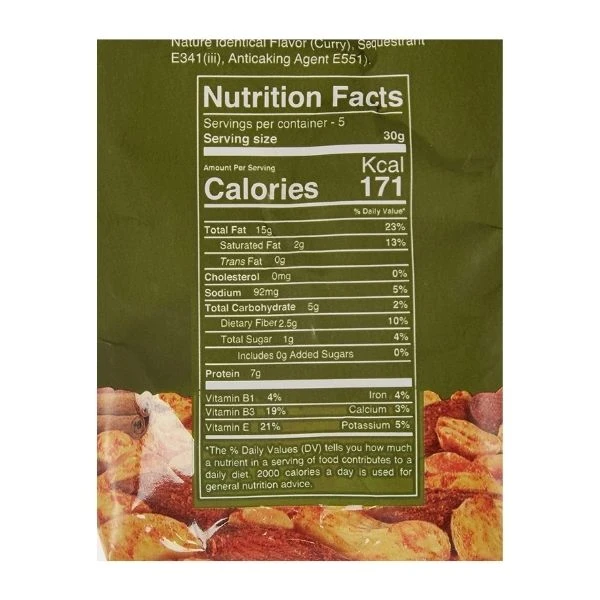 Nature Identical Flavor (Curry), Sequestrant
E341(iii), Anticaking Agent E551).
Nutrition Facts
Servings per container - 5
Serving size 30g
Amount Per Serving Kcal
Calories 171
% Daily Value*
Total Fat 15g 23%
Saturated Fat 2g 13%
Trans Fat 0g
Cholesterol 0mg 0%
Sodium 92mg 5%
Total Carbohydrate 5g 2%
Dietary Fiber 2.5g 10%
Total Sugar 1g 4%
Includes 0g Added Sugars 0%
Protein 7g
Vitamin B1 4% Iron 4%
Vitamin B3 19% Calcium 3%
Vitamin E 21% Potassium 5%
*The % Daily Values (DV) tells you how much
a nutrient in a serving of food contributes to a
daily diet. 2000 calories a day is used for
general nutrition advice.